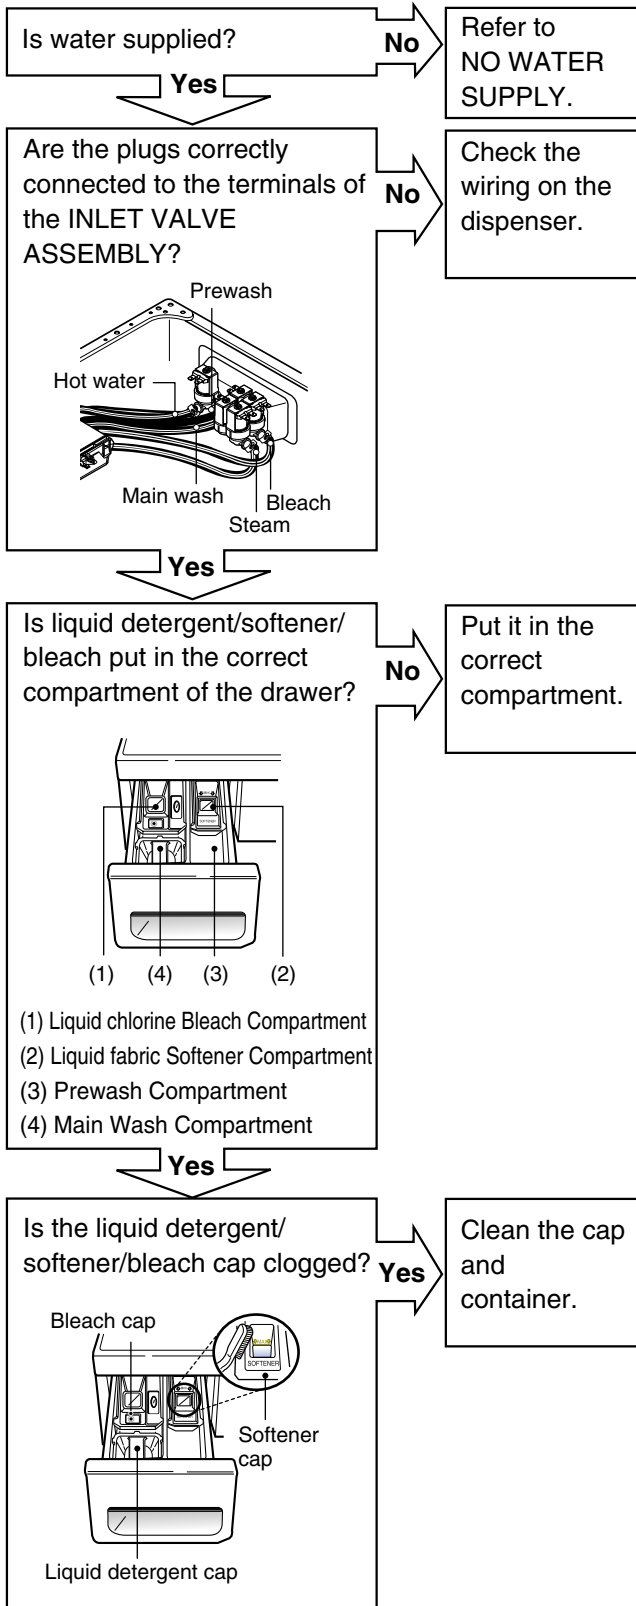 Is water supplied?
No
Refer to
NO WATER
SUPPLY.
Yes
Are the plugs correctly
connected to the terminals of
the INLET VALVE
ASSEMBLY?
No
Check the
wiring on the
dispenser.
Prewash
Hot water
Main wash
Bleach
Steam
Yes
Is liquid detergent/softener/
bleach put in the correct
compartment of the drawer?
No
Put it in the
correct
compartment.
SOFTENER
(1) (4) (3) (2)
(1) Liquid chlorine Bleach Compartment
(2) Liquid fabric Softener Compartment
(3) Prewash Compartment
(4) Main Wash Compartment
Yes
Is the liquid detergent/
softener/bleach cap clogged?
Yes
Clean the cap
and
container.
Bleach cap
MAX
SOFTENER
Softener
cap
Liquid detergent cap